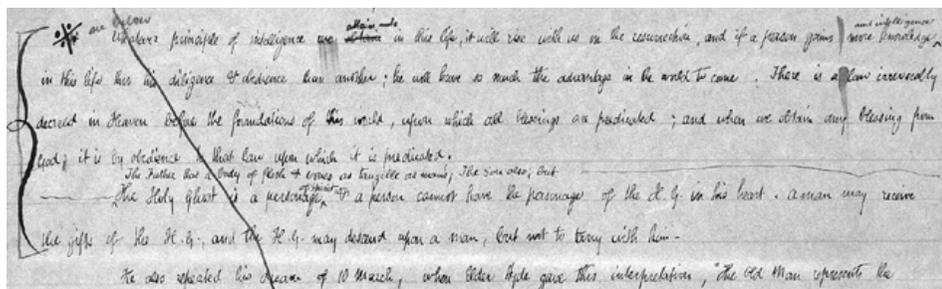 are below attain unto and intelligence
Whatever principle of intelligence we obtain in this life, it will rise with us in the resurrection, and if a person gains more knowledge
in this life thro his diligence & obedience than another; he will have so much the advantage in the world to come. There is a law irrevocably
decreed in Heaven before the foundations of this world, upon which all blessings are predicated; and when we obtain any blessing from
God, it is by obedience to that law upon which it is predicated.
The Father has a body of flesh & bones as tangible as mans; The Son also, but
The Holy Ghost is a personage of spirit & a person cannot have the personage of the H. G. in his heart. a man may receive
the gifts of the H. G., and the H. G. may descend upon a man, but not to tarry with him-
He also repeated his dream of 10 March, when Elder Hyde gave this interpretation, "The Old Man represents the